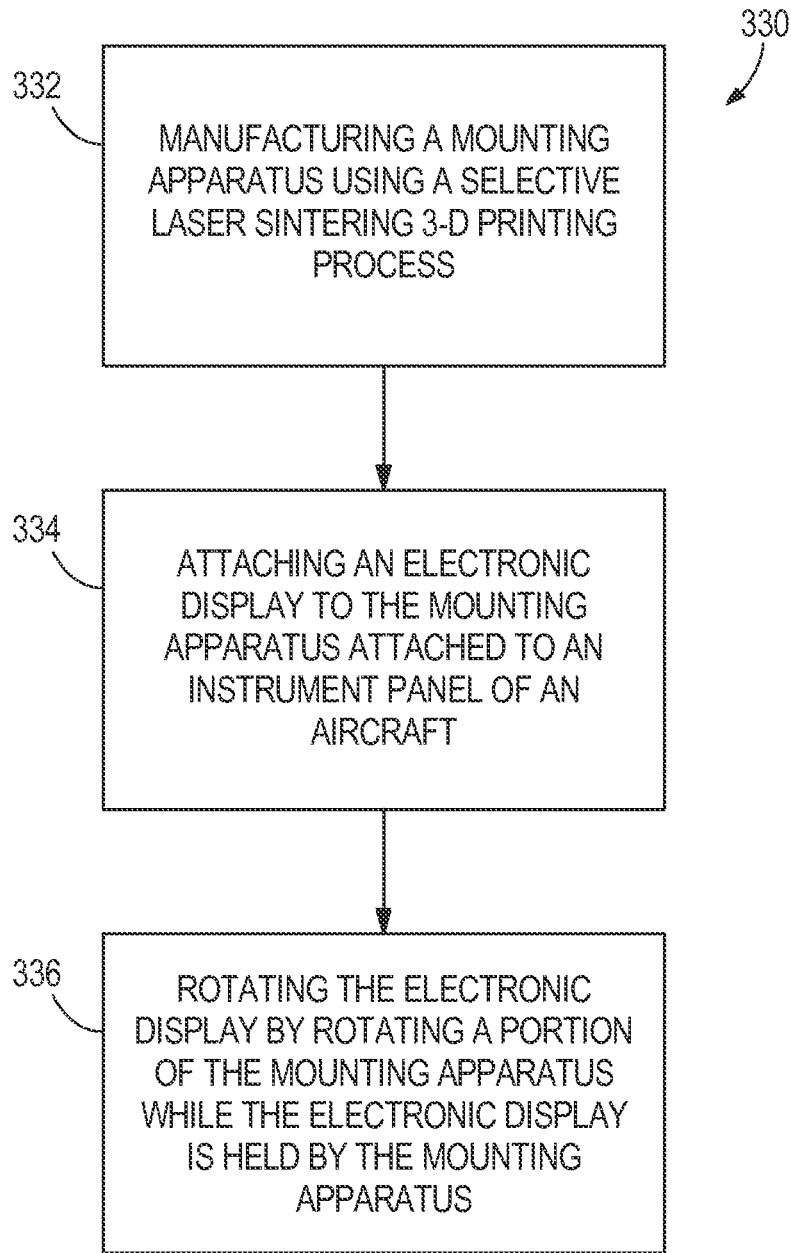 330
332
MANUFACTURING A MOUNTING
APPARATUS USING A SELECTIVE
LASER SINTERING 3-D PRINTING
PROCESS
334
ATTACHING AN ELECTRONIC
DISPLAY TO THE MOUNTING
APPARATUS ATTACHED TO AN
INSTRUMENT PANEL OF AN
AIRCRAFT
336
ROTATING THE ELECTRONIC
DISPLAY BY ROTATING A PORTION
OF THE MOUNTING APPARATUS
WHILE THE ELECTRONIC DISPLAY
IS HELD BY THE MOUNTING
APPARATUS